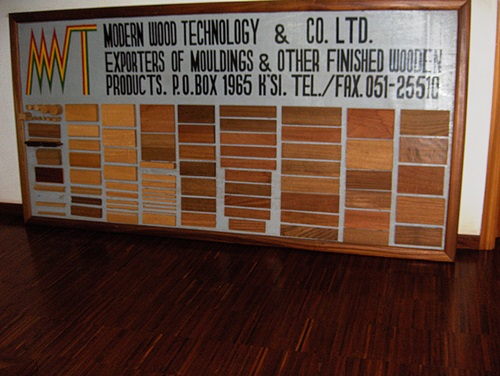 MWT MODERN WOOD TECHNOLOGY & CO. LTD.
EXPORTERS OF MOULDINGS & OTHER FINISHED WOODEN
PRODUCTS. P.O. BOX 1965 K'SI. TEL./FAX. 051-25510